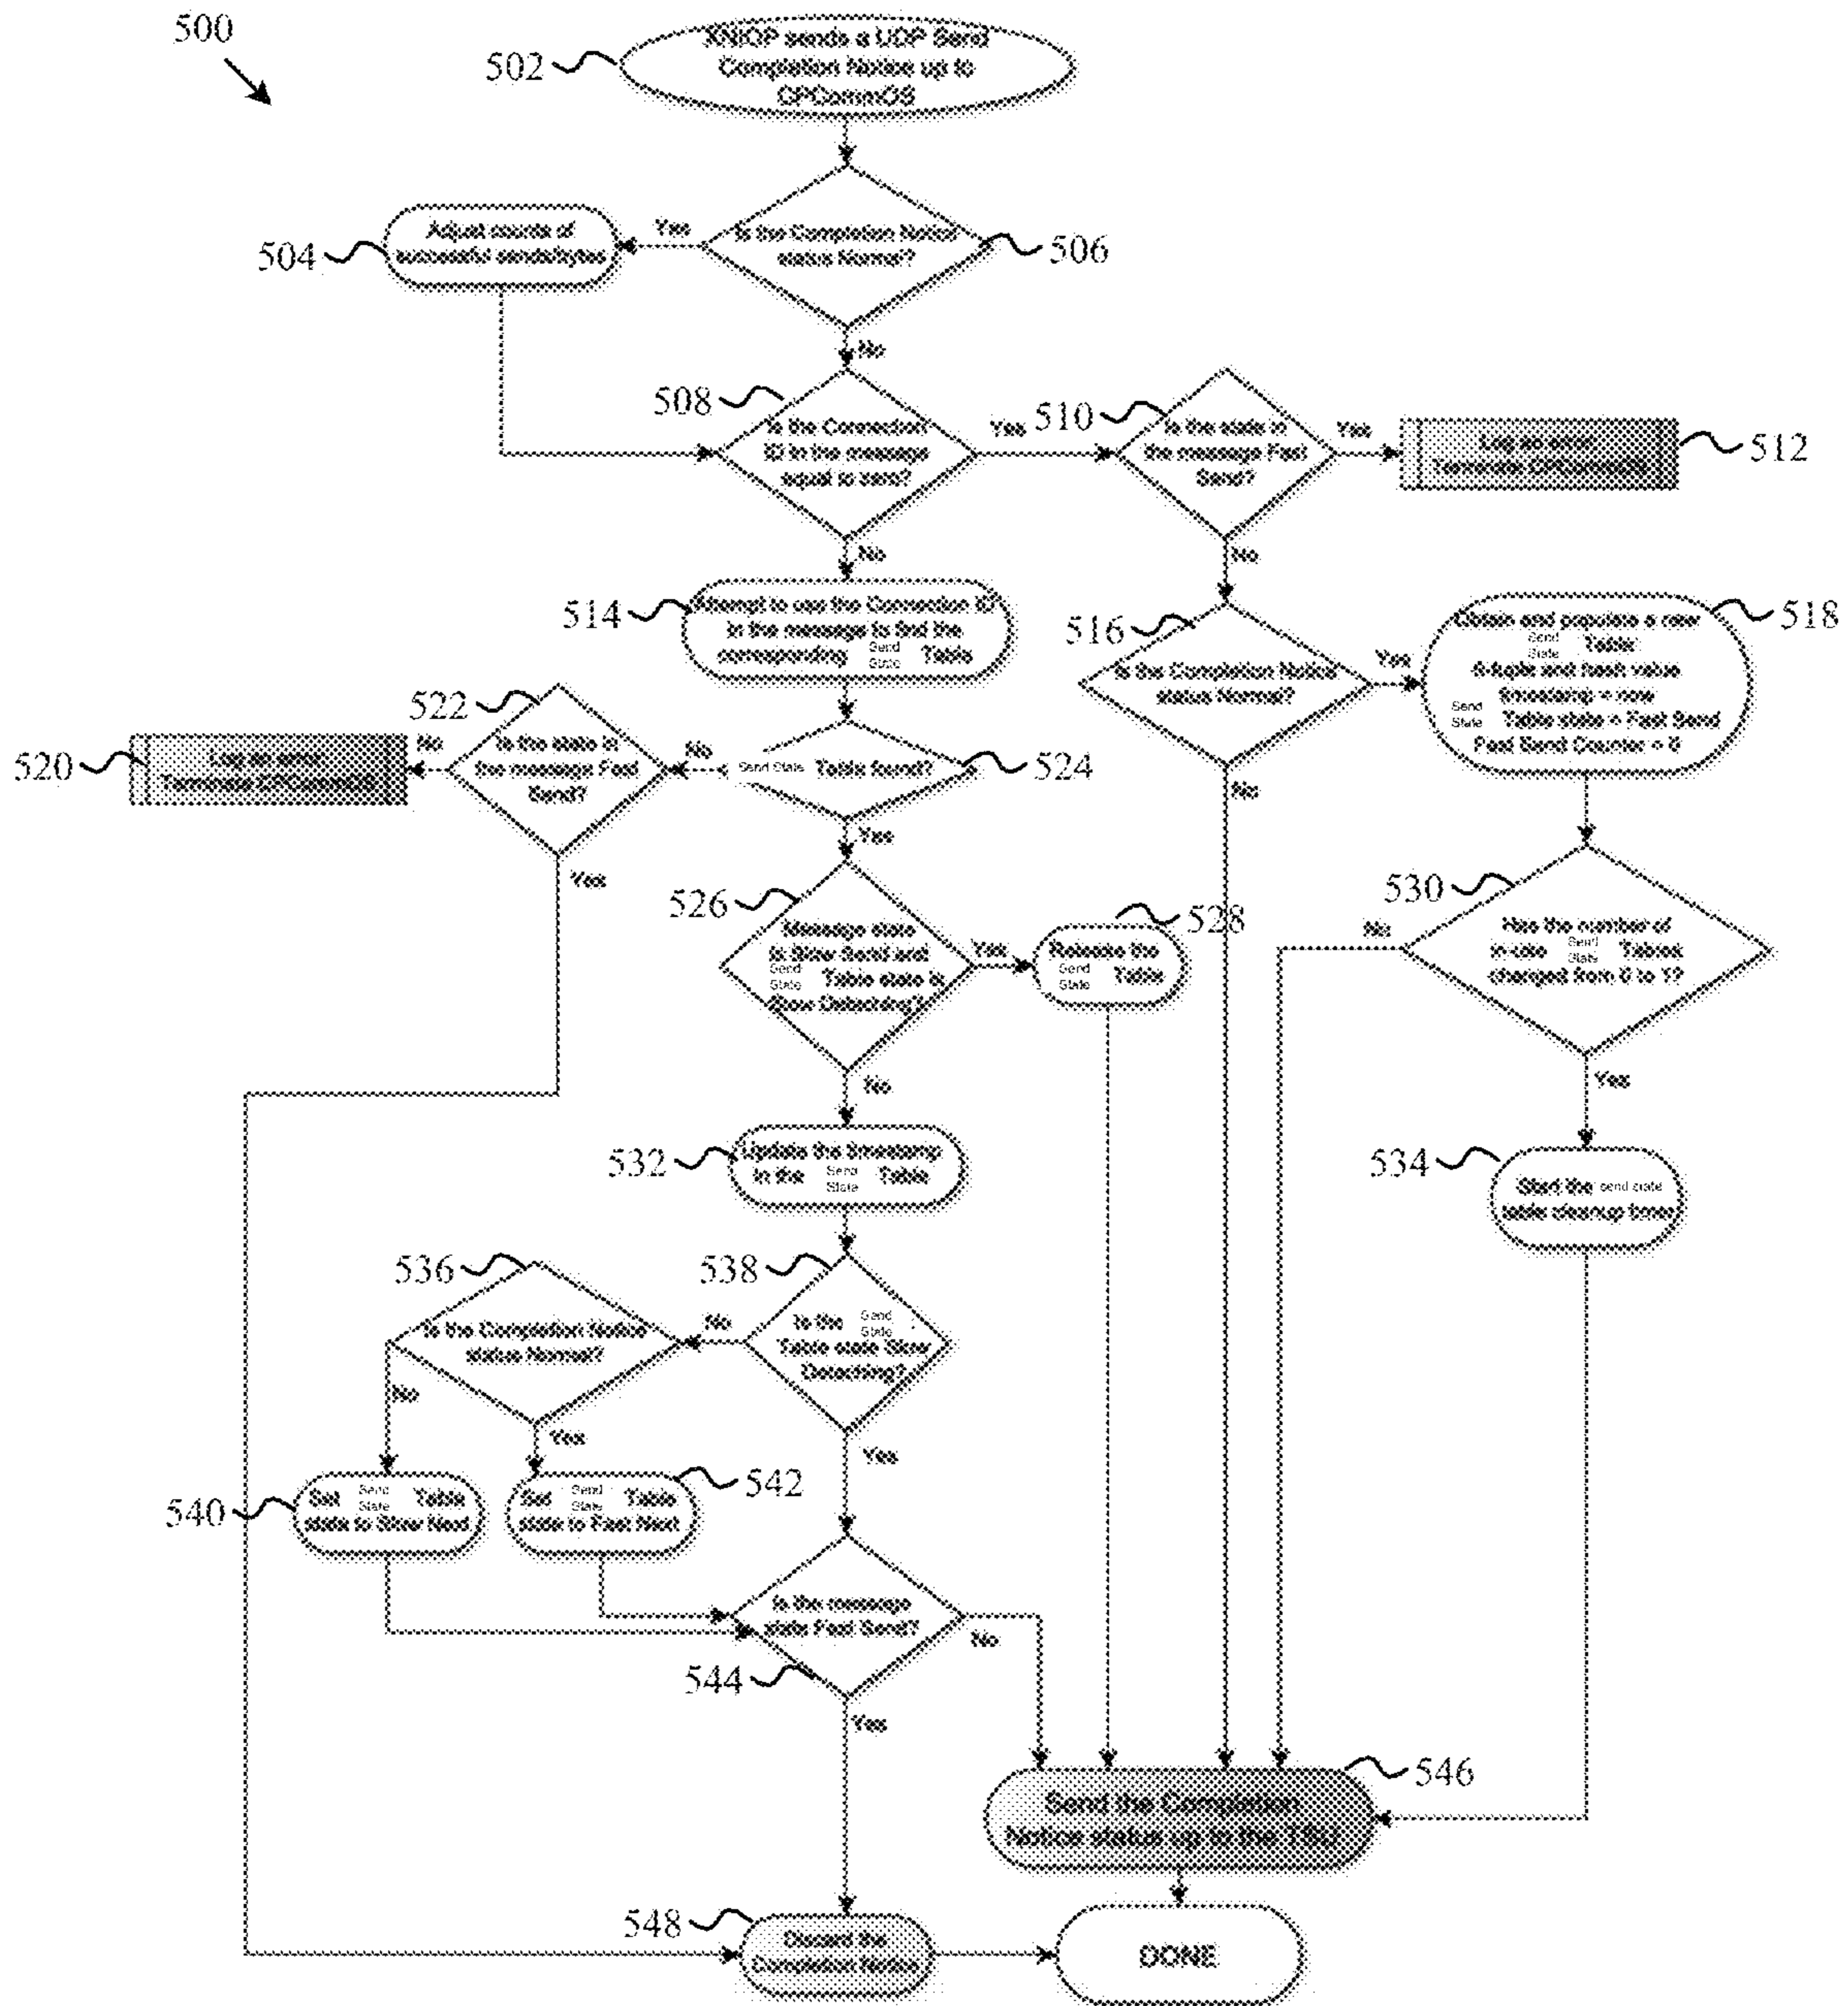 500
502
XNIOP sends a UDP Send
Completion Notice up to
CPCommOS
504
Adjust counts of
successful sends/bytes
Yes
Is the Completion Notice
status Normal?
506
No
508
Is the Connection
ID in the message
equal to zero?
Yes
510
Is the state in
the message Fast
Send?
Yes
Log an error
Terminate CPCommOS
512
No
No
514
Attempt to use the Connection ID
in the message to find the
corresponding Send State Table
516
Is the Completion Notice
status Normal?
Yes
518
Obtain and populate a new
Send State Table:
and hash value
timestamp = now
Send State Table state = Fast Send
Fast Send Counter = 0
520
Log an error
Terminate CPCommOS
No
522
Is the state in
the message Fast
Send?
No
Send State Table found?
524
No
Yes
Yes
526
Message state
is Slow Send and
Send State Table state is
Slow Detaching?
Yes
528
Release the
Send State Table
530
Has the number of
in-use Send State Tables
changed from 0 to 1?
No
No
Yes
532
Update the timestamp
in the Send State Table
534
Start the send state
table cleanup timer
536
Is the Completion Notice
status Normal?
No
538
Is the Send State
Table state Slow
Detaching?
No
Yes
Yes
540
Set Send State Table
state to Slow Next
542
Set Send State Table
state to Fast Next
Is the message
state Fast Send?
No
544
Yes
546
Send the Completion
Notice status up to the TSU
548
Discard the
Completion Notice
DONE